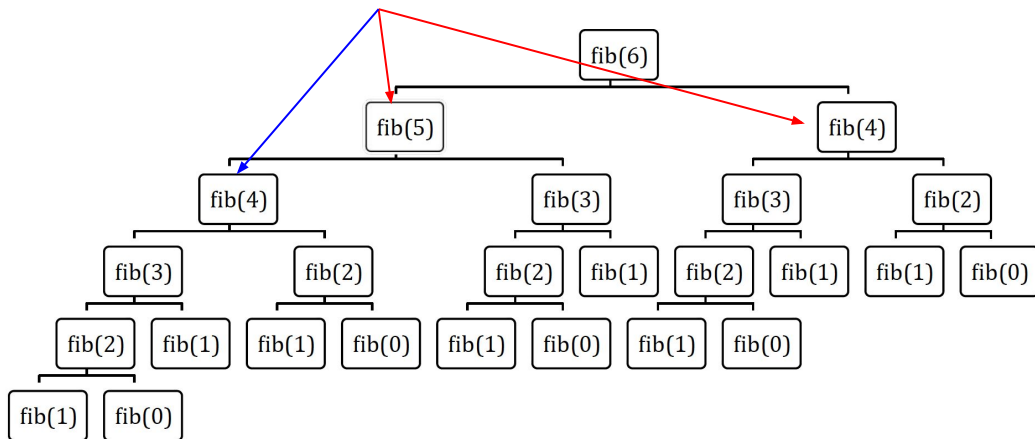 fib(6)
fib(5) fib(4)
fib(4) fib(3) fib(3) fib(2)
fib(3) fib(2) fib(2) fib(1) fib(2) fib(1) fib(1) fib(0)
fib(2) fib(1) fib(1) fib(0) fib(1) fib(0) fib(1) fib(0)
fib(1) fib(0)